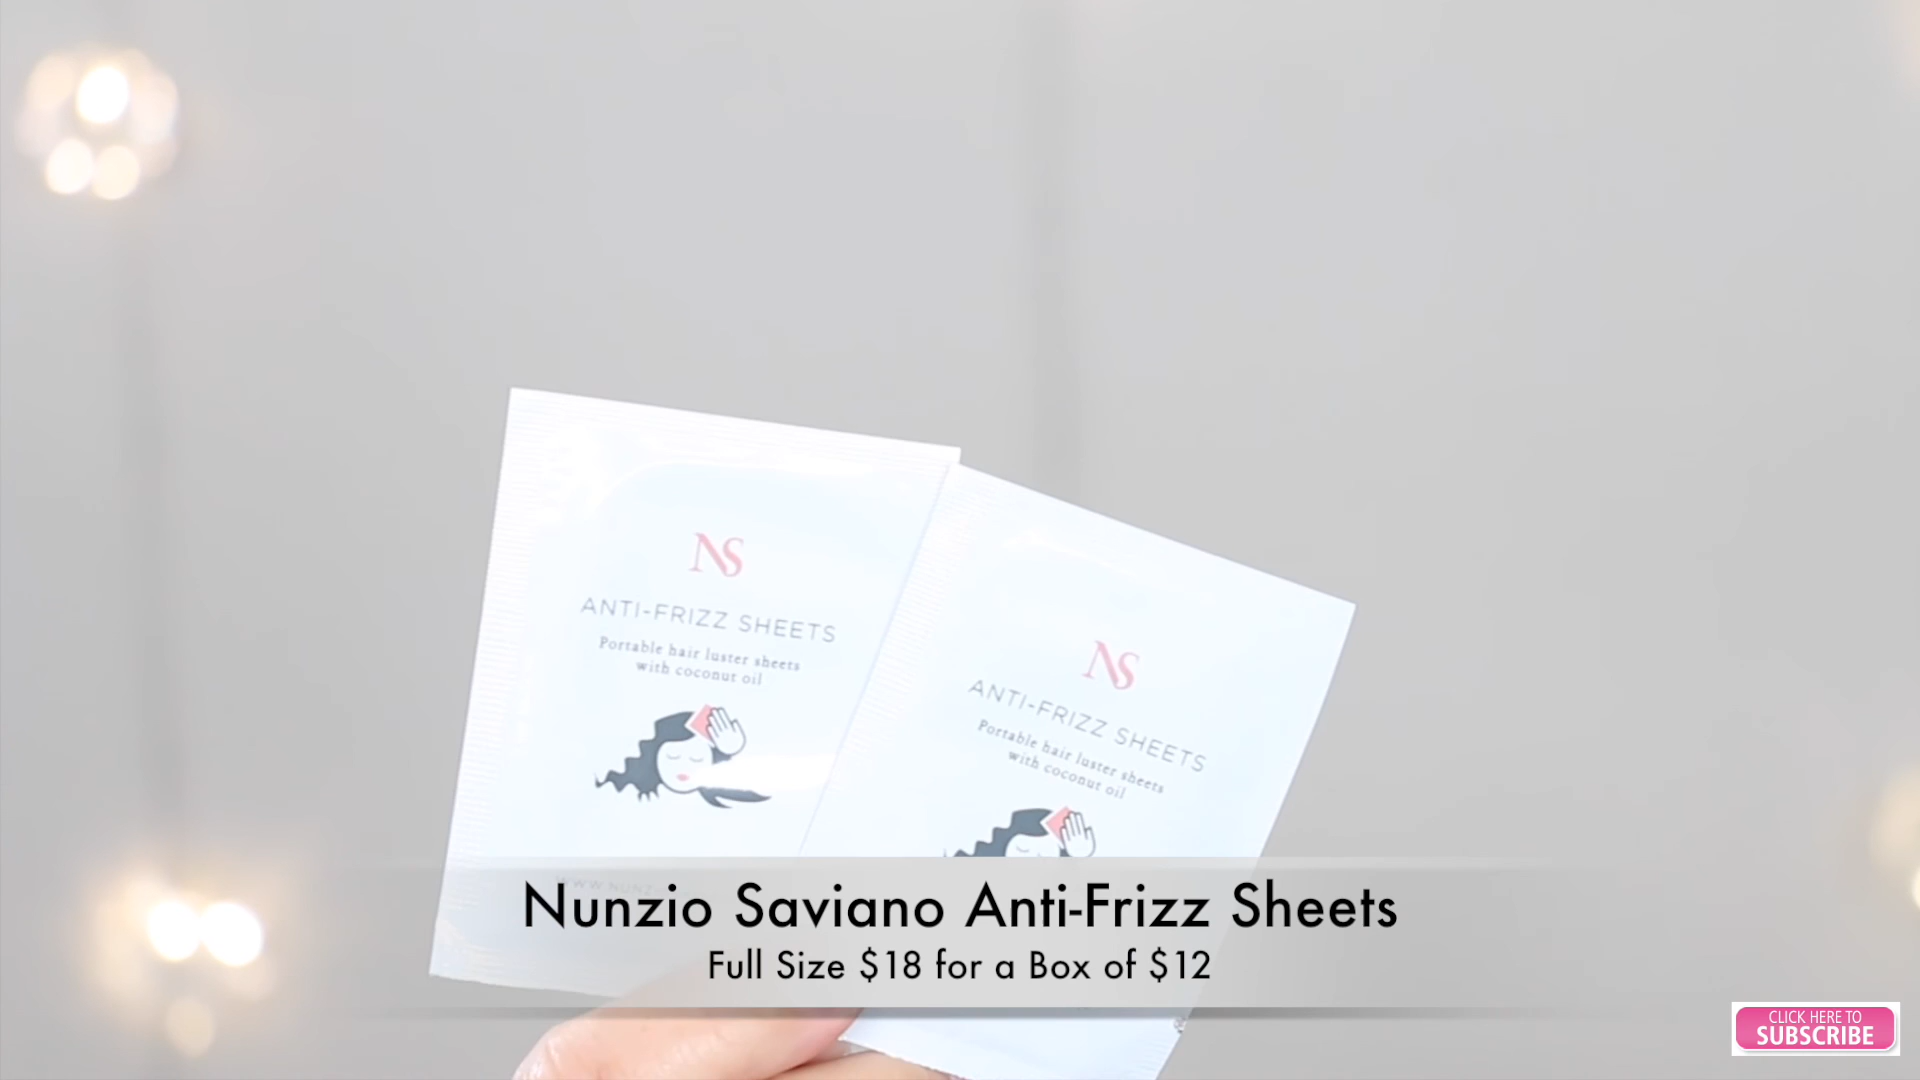 NS
ANTI-FRIZZ SHEETS
Portable hair luster sheets
with coconut oil
NS
ANTI-FRIZZ SHEETS
Portable hair luster sheets
with coconut oil
Nunzio Saviano Anti-Frizz Sheets
Full Size $18 for a Box of $12
CLICK HERE TO
SUBSCRIBE